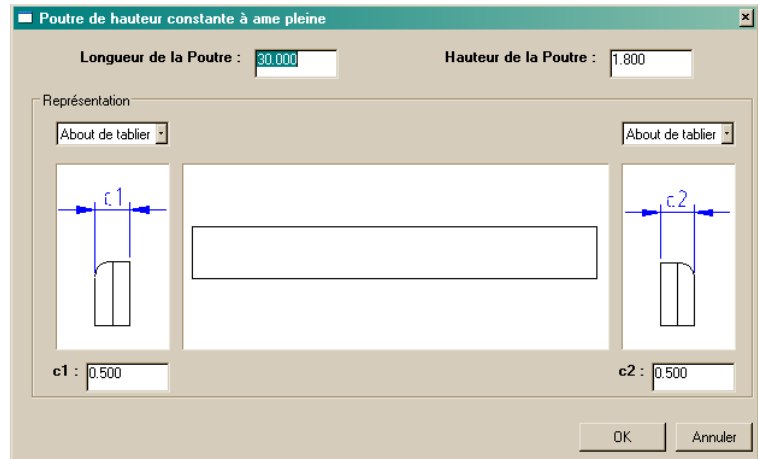 Poutre de hauteur constante à ame pleine
Longueur de la Poutre : 30.000 Hauteur de la Poutre : 1.800
Représentation
About de tablier About de tablier
c1 c2
c1 : 0.500 c2 : 0.500
OK Annuler